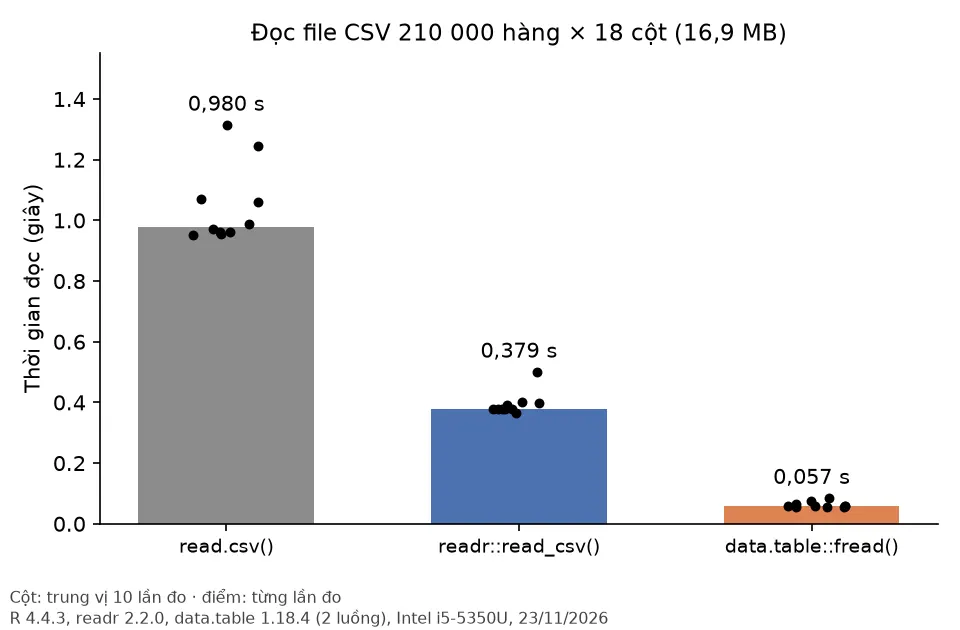 Đọc file CSV 210 000 hàng × 18 cột (16,9 MB)
Thời gian đọc (giây)
1.4
1.2
1.0
0.8
0.6
0.4
0.2
0.0
0,980 s
0,379 s
0,057 s
read.csv()
readr::read_csv()
data.table::fread()
Cột: trung vị 10 lần đo · điểm: từng lần đo
R 4.4.3, readr 2.2.0, data.table 1.18.4 (2 luồng), Intel i5-5350U, 23/11/2026